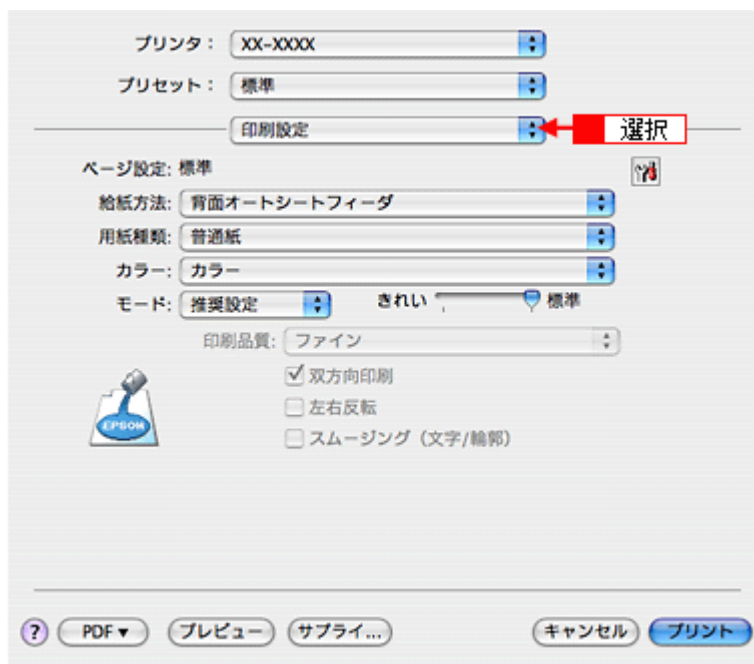 プリンタ： XX-XXXX
プリセット： 標準
印刷設定 選択
ページ設定: 標準
給紙方法: 背面オートシートフィーダ
用紙種類: 普通紙
カラー: カラー
モード: 推奨設定 きれい 標準
印刷品質: ファイン
双方向印刷
左右反転
スムージング（文字/輪郭）
EPSON
? PDF▼ プレビュー サプライ... キャンセル プリント